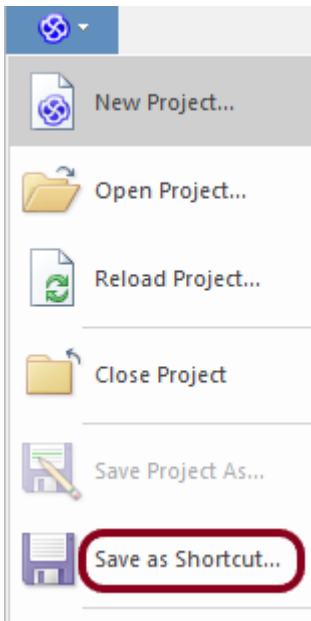 New Project...
Open Project...
Reload Project...
Close Project
Save Project As...
Save as Shortcut...